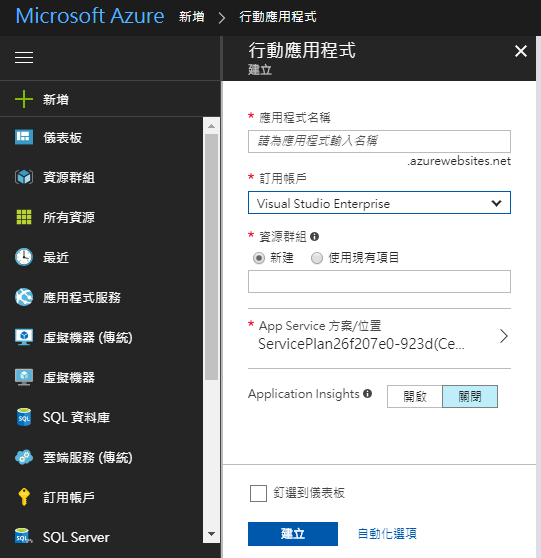 Microsoft Azure 新增 > 行動應用程式
新增
儀表板
資源群組
所有資源
最近
應用程式服務
虛擬機器 (傳統)
虛擬機器
SQL 資料庫
雲端服務 (傳統)
訂用帳戶
SQL Server
行動應用程式
建立
* 應用程式名稱
請為應用程式輸入名稱
.azurewebsites.net
* 訂用帳戶
Visual Studio Enterprise
* 資源群組
新建 使用現有項目
* App Service 方案/位置
ServicePlan26f207e0-923d(Ce...
Application Insights 開啟 關閉
釘選到儀表板
建立 自動化選項